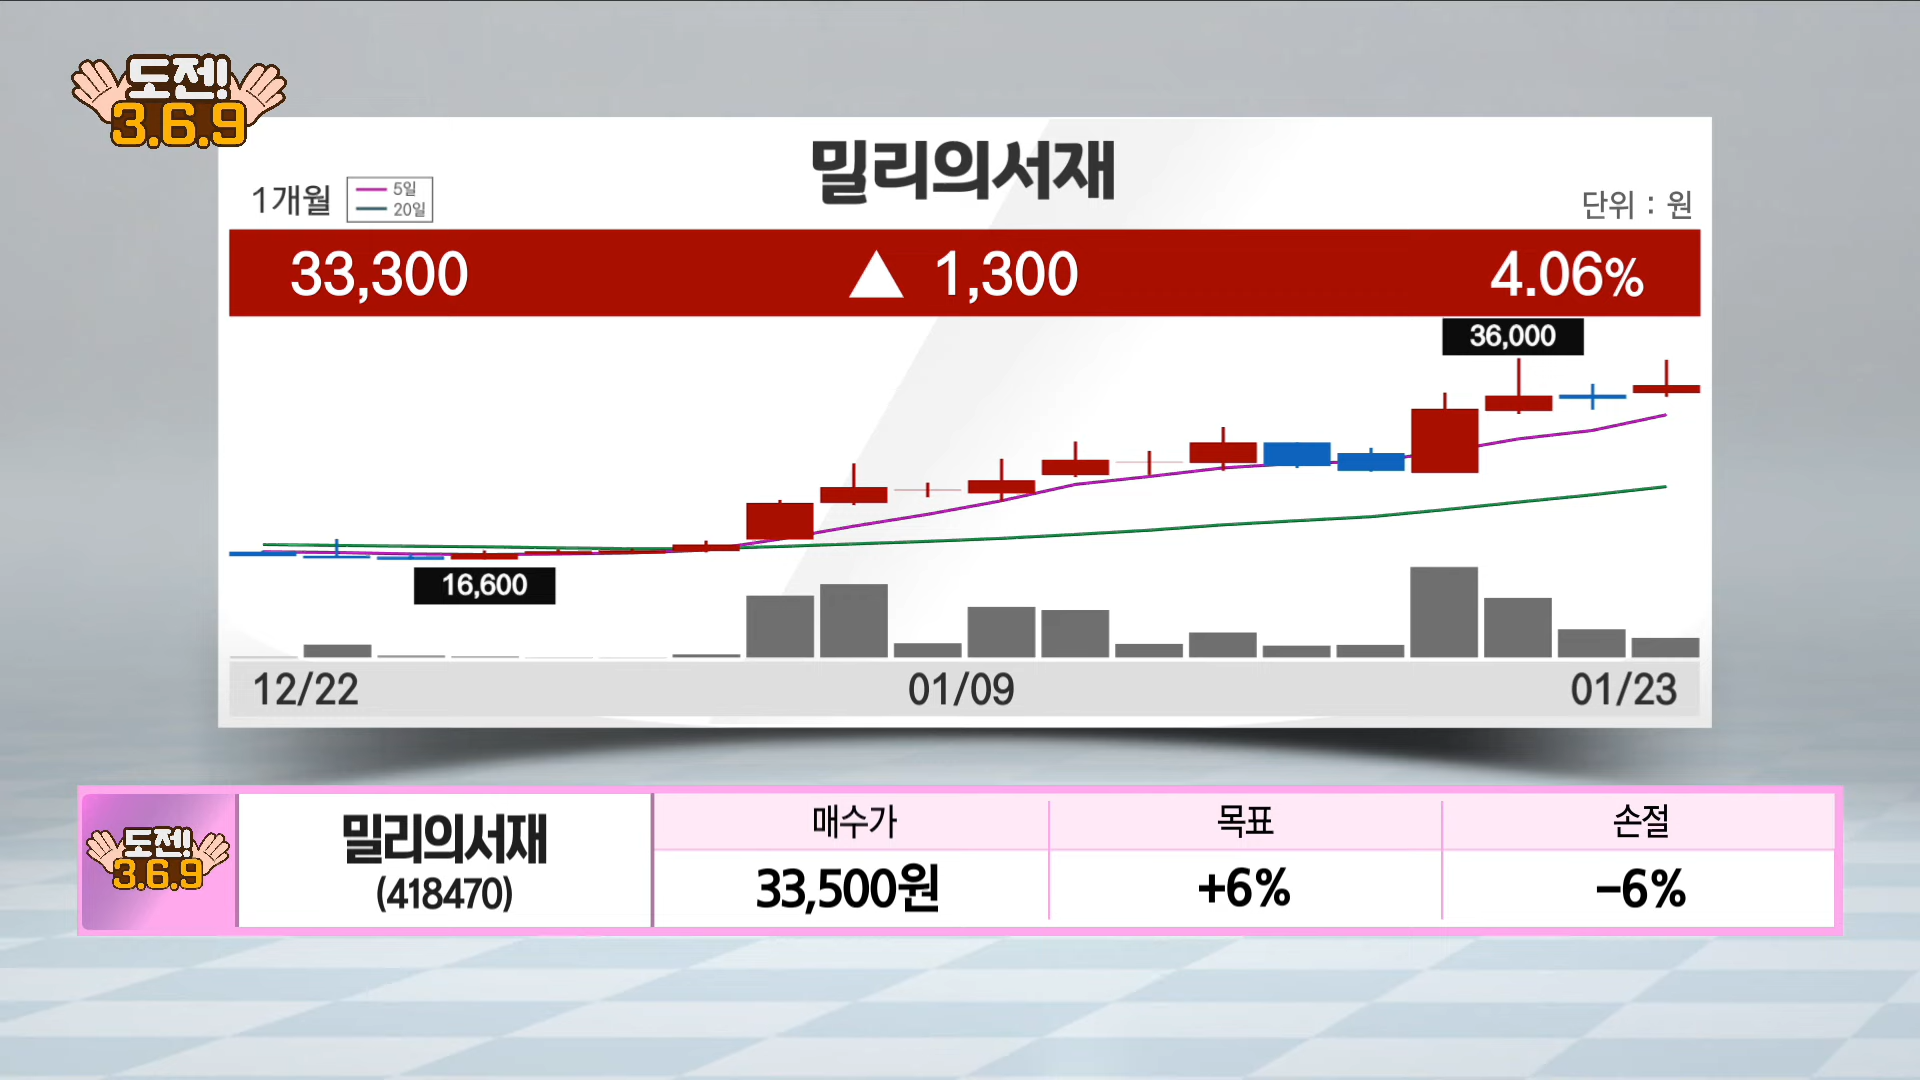 도젠!
3.6.9
밀리의서재
1개월
5일
20일
단위 : 원
33,300 ▲ 1,300 4.06%
36,000
16,600
12/22 01/09 01/23
도젠!
3.6.9
밀리의서재
(418470)
매수가 목표 손절
33,500원 +6% -6%